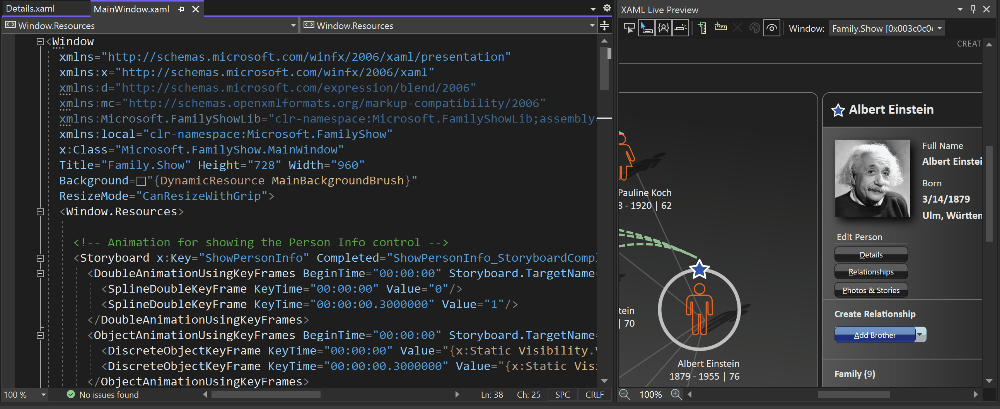 Details.xaml
MainWindow.xaml
Window.Resources
Window.Resources
<Window
xmlns="http://schemas.microsoft.com/winfx/2006/xaml/presentation"
xmlns:x="http://schemas.microsoft.com/winfx/2006/xaml"
xmlns:d="http://schemas.microsoft.com/expression/blend/2006"
xmlns:mc="http://schemas.openxmlformats.org/markup-compatibility/2006"
xmlns:Microsoft.FamilyShowLib="clr-namespace:Microsoft.FamilyShowLib;assembly=
xmlns:local="clr-namespace:Microsoft.FamilyShow"
x:Class="Microsoft.FamilyShow.MainWindow"
Title="Family.Show" Height="728" Width="960"
Background="{DynamicResource MainBackgroundBrush}"
ResizeMode="CanResizeWithGrip">
<Window.Resources>
<!-- Animation for showing the Person Info control -->
<Storyboard x:Key="ShowPersonInfo" Completed="ShowPersonInfo_StoryboardCompl
<DoubleAnimationUsingKeyFrames BeginTime="00:00:00" Storyboard.TargetName=
<SplineDoubleKeyFrame KeyTime="00:00:00" Value="0"/>
<SplineDoubleKeyFrame KeyTime="00:00:00.3000000" Value="1"/>
</DoubleAnimationUsingKeyFrames>
<ObjectAnimationUsingKeyFrames BeginTime="00:00:00" Storyboard.TargetName=
<DiscreteObjectKeyFrame KeyTime="00:00:00" Value="{x:Static Visibility.V
<DiscreteObjectKeyFrame KeyTime="00:00:00.3000000" Value="{x:Static Vis
</ObjectAnimationUsingKeyFrames>
100 %
No issues found
Ln: 38
Ch: 25
SPC
CRLF
XAML Live Preview
Window:
Family.Show [0x003c0c0
CREAT
Pauline Koch
8 - 1920 | 62
tein
| 70
Albert Einstein
1879 - 1955 | 76
Albert Einstein
Full Name
Albert Einstei
Born
3/14/1879
Ulm, Württen
Edit Person
Details
Relationships
Photos & Stories
Create Relationship
Add Brother
Family (9)
100%